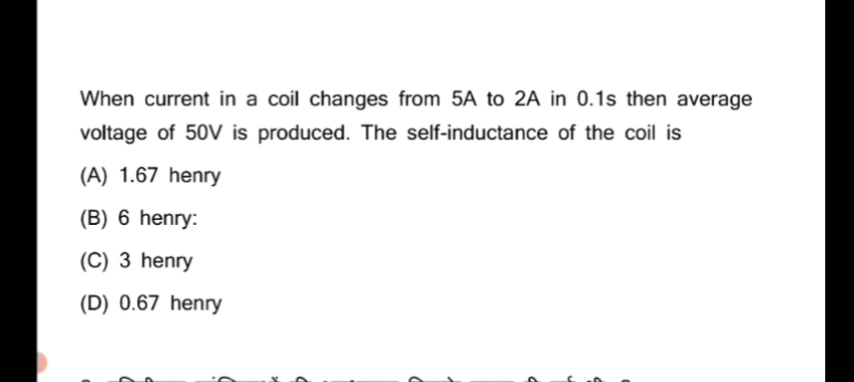 When current in a coil changes from 5A to 2A in 0.1s then average
voltage of 50V is produced. The self-inductance of the coil is
(A) 1.67 henry
(B) 6 henry:
(C) 3 henry
(D) 0.67 henry